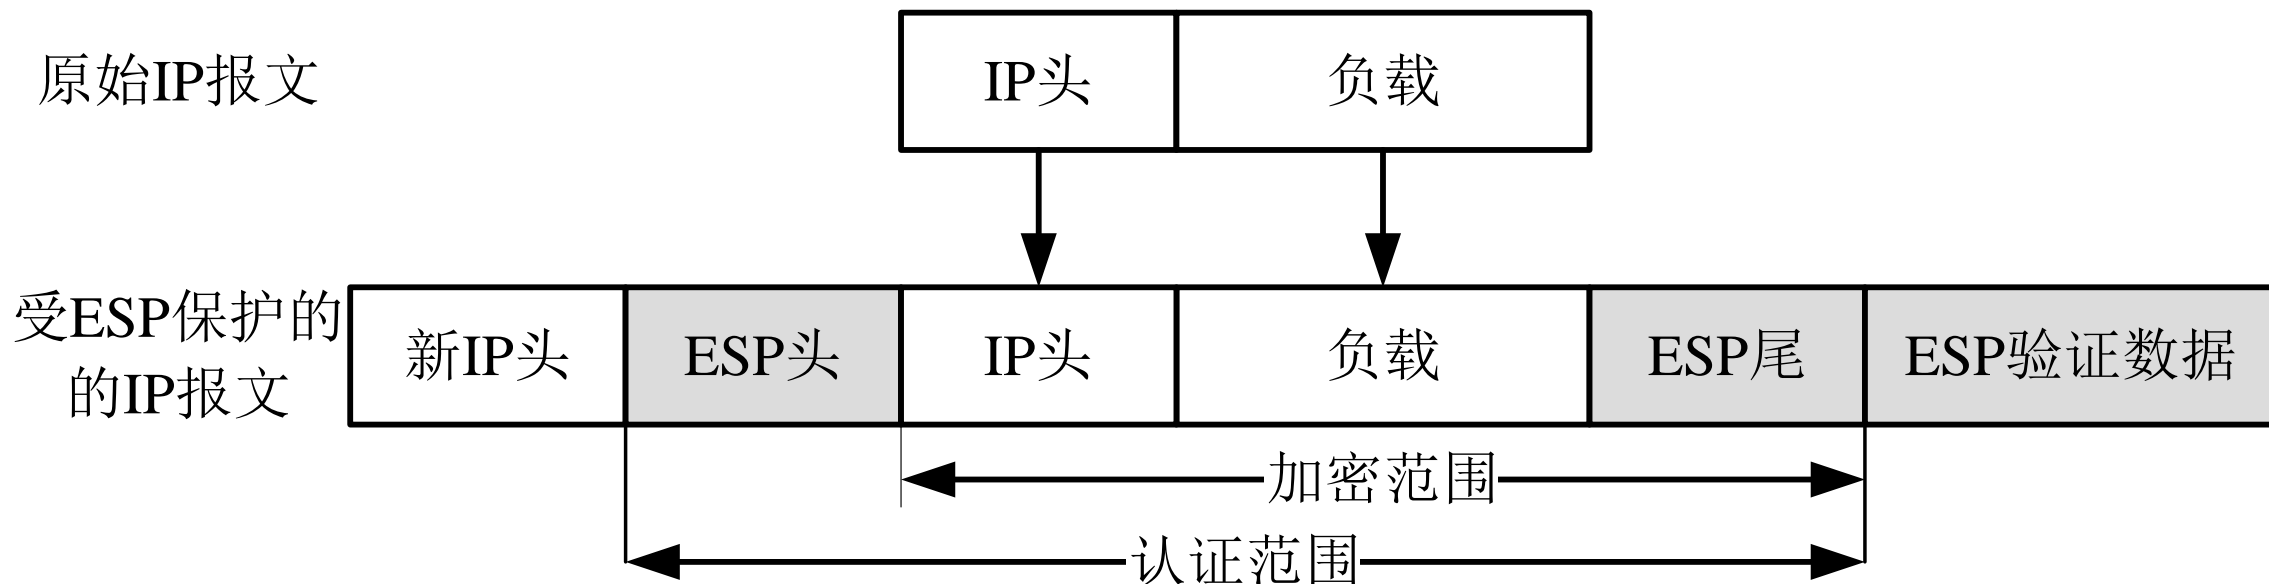 原始IP报文
IP头
负载
受ESP保护的
的IP报文
新IP头
ESP头
IP头
负载
ESP尾
ESP验证数据
加密范围
认证范围